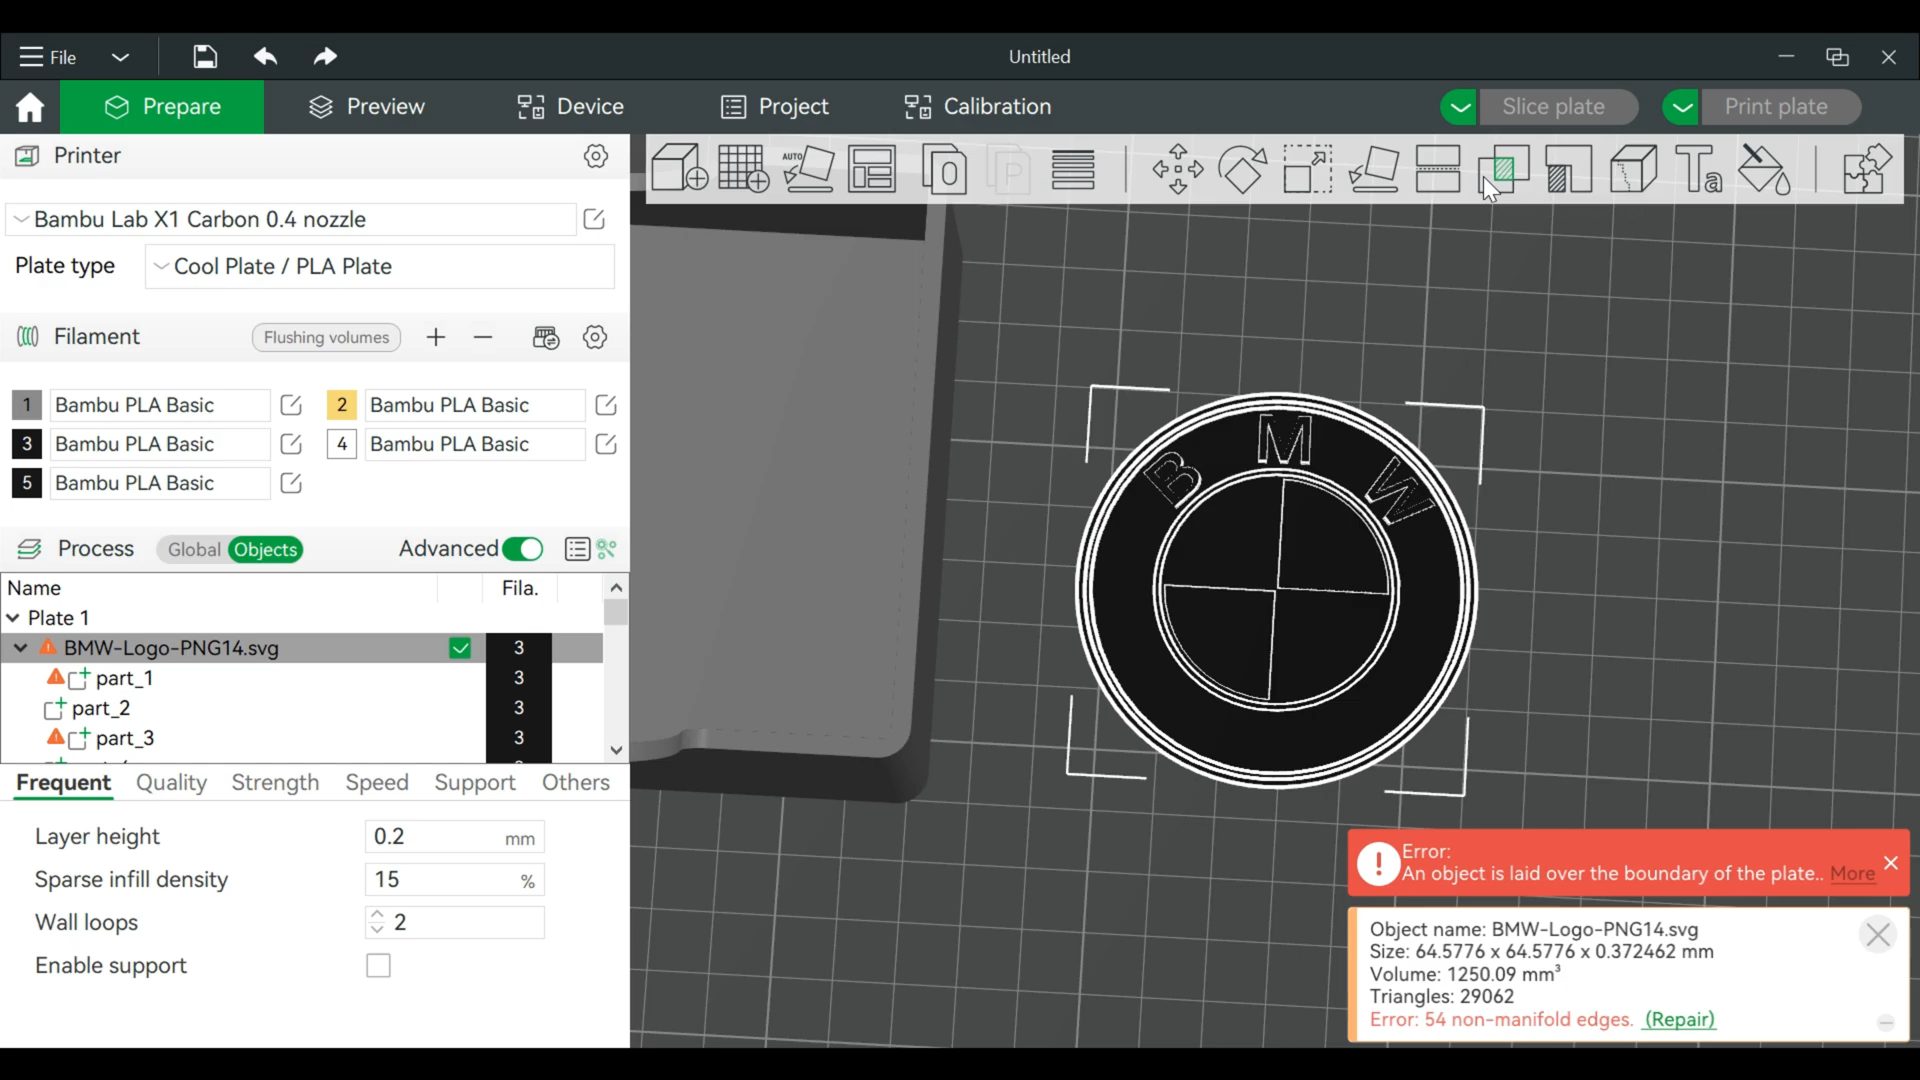 File
Untitled
Prepare
Preview
Device
Project
Calibration
Slice plate
Print plate
Printer
AUTO
O
P
Ta
Bambu Lab X1 Carbon 0.4 nozzle
Plate type
Cool Plate / PLA Plate
Filament
Flushing volumes
1 Bambu PLA Basic
2 Bambu PLA Basic
3 Bambu PLA Basic
4 Bambu PLA Basic
5 Bambu PLA Basic
Process
Global Objects
Advanced
Name
Fila.
Plate 1
BMW-Logo-PNG14.svg 3
part_1 3
part_2 3
part_3 3
Frequent Quality Strength Speed Support Others
Layer height 0.2 mm
Sparse infill density 15 %
Wall loops 2
Enable support
B M W
Error:
An object is laid over the boundary of the plate.. More
Object name: BMW-Logo-PNG14.svg
Size: 64.5776 x 64.5776 x 0.372462 mm
Volume: 1250.09 mm³
Triangles: 29062
Error: 54 non-manifold edges. (Repair)